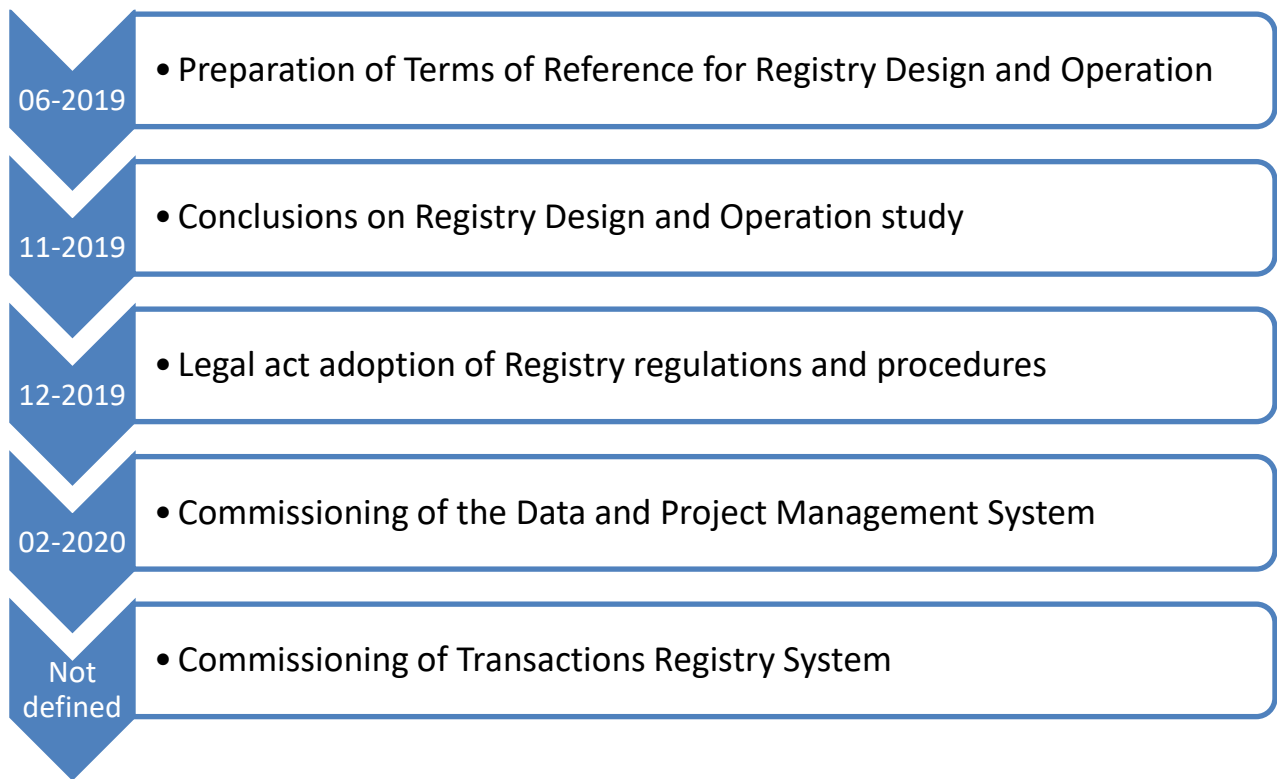 06-2019
• Preparation of Terms of Reference for Registry Design and Operation
11-2019
• Conclusions on Registry Design and Operation study
12-2019
• Legal act adoption of Registry regulations and procedures
02-2020
• Commissioning of the Data and Project Management System
Not
defined
• Commissioning of Transactions Registry System